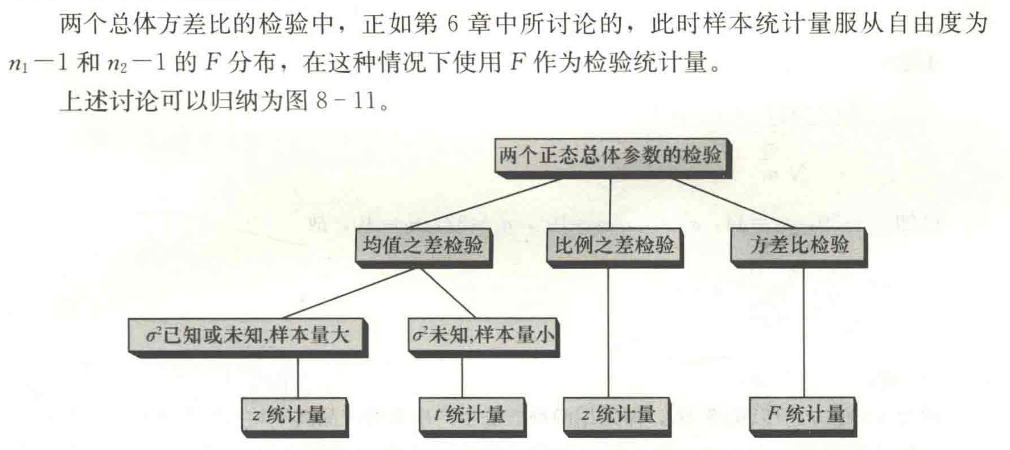 两个总体方差比的检验中，正如第 6 章中所讨论的，此时样本统计量服从自由度为
n₁－1 和 n₂－1 的 F 分布，在这种情况下使用 F 作为检验统计量。
上述讨论可以归纳为图 8－11。
两个正态总体参数的检验
均值之差检验 比例之差检验 方差比检验
σ²已知或未知,样本量大 σ²未知,样本量小
z 统计量 t 统计量 z 统计量 F 统计量